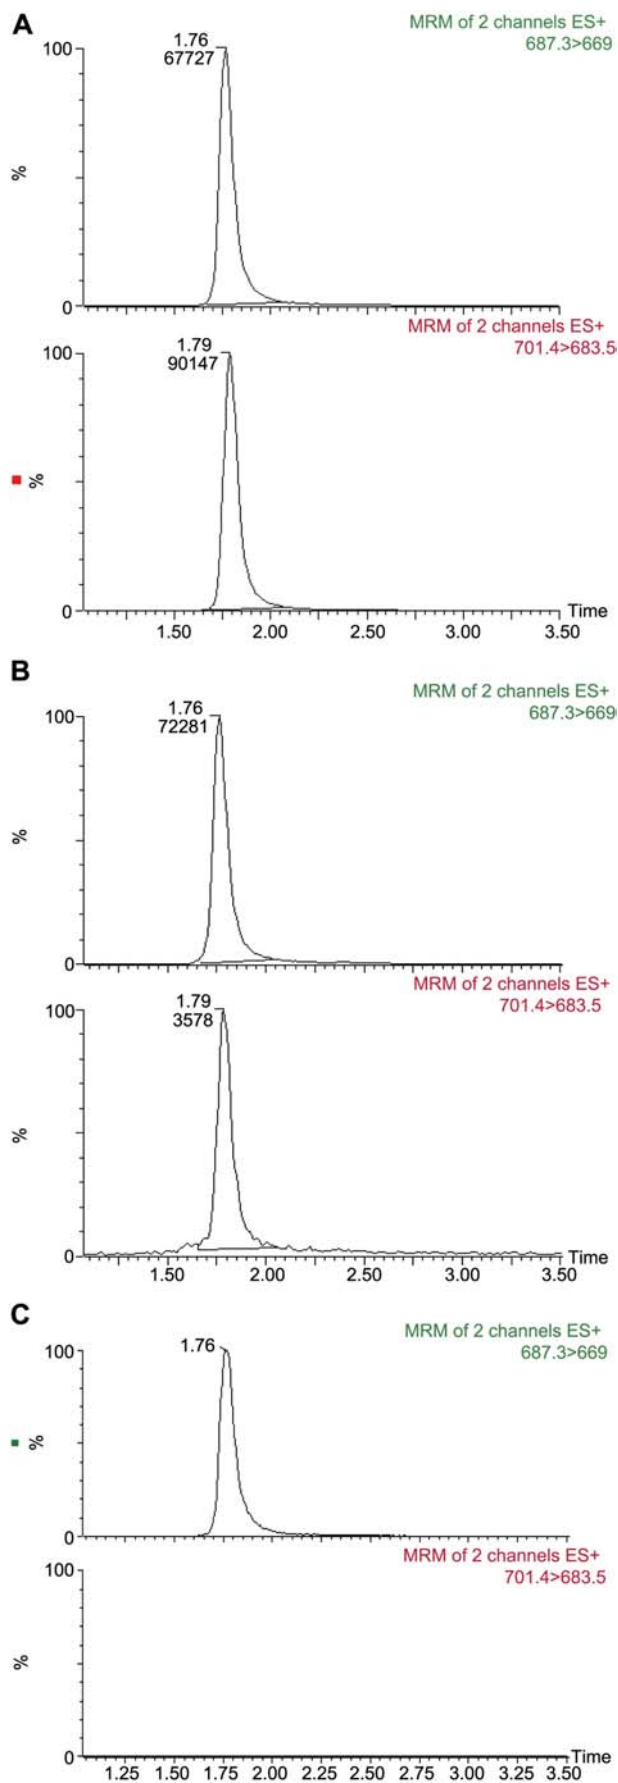 A
MRM of 2 channels ES+
687.3>669
1.76
67727
100
%
0
MRM of 2 channels ES+
701.4>683.5
1.79
90147
100
%
0
Time
1.50 2.00 2.50 3.00 3.50
B
MRM of 2 channels ES+
687.3>669
1.76
72281
100
%
0
MRM of 2 channels ES+
701.4>683.5
1.79
3578
100
%
0
Time
1.50 2.00 2.50 3.00 3.50
C
MRM of 2 channels ES+
687.3>669
1.76
100
%
0
MRM of 2 channels ES+
701.4>683.5
100
%
0
Time
1.25 1.50 1.75 2.00 2.25 2.50 2.75 3.00 3.25 3.50